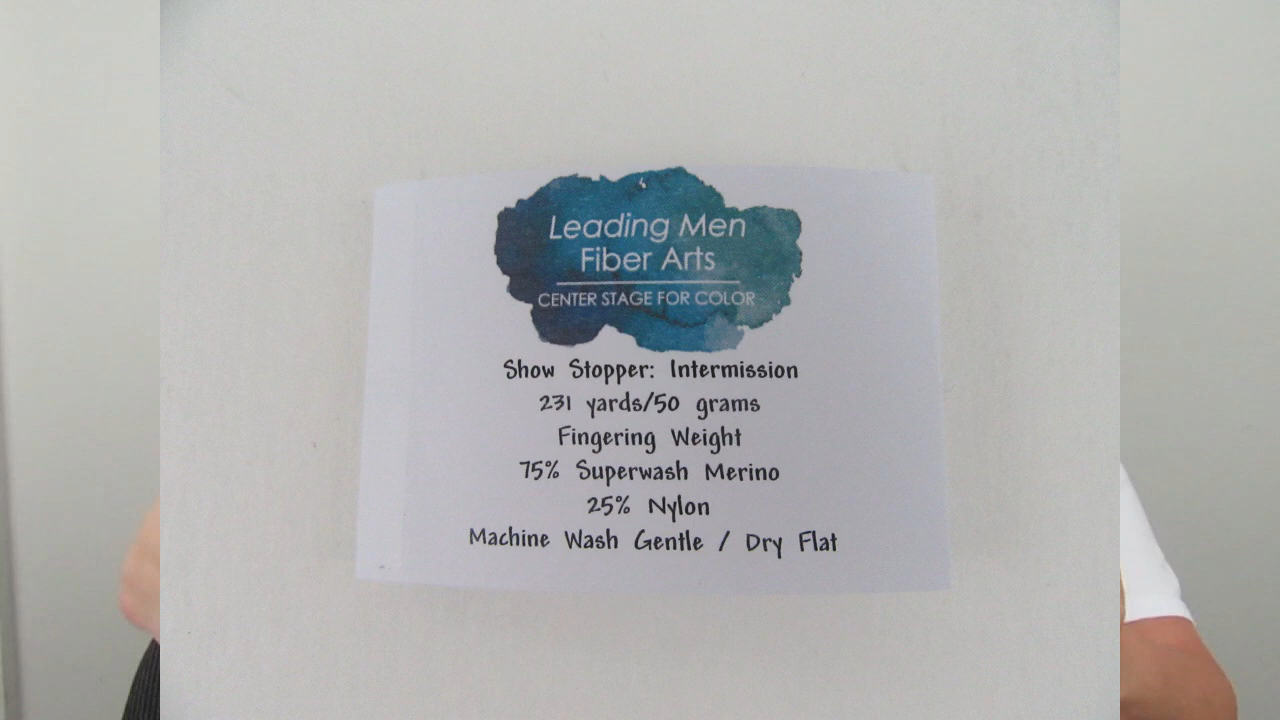 Leading Men
Fiber Arts
CENTER STAGE FOR COLOR
Show Stopper: Intermission
231 yards/50 grams
Fingering Weight
75% Superwash Merino
25% Nylon
Machine Wash Gentle / Dry Flat